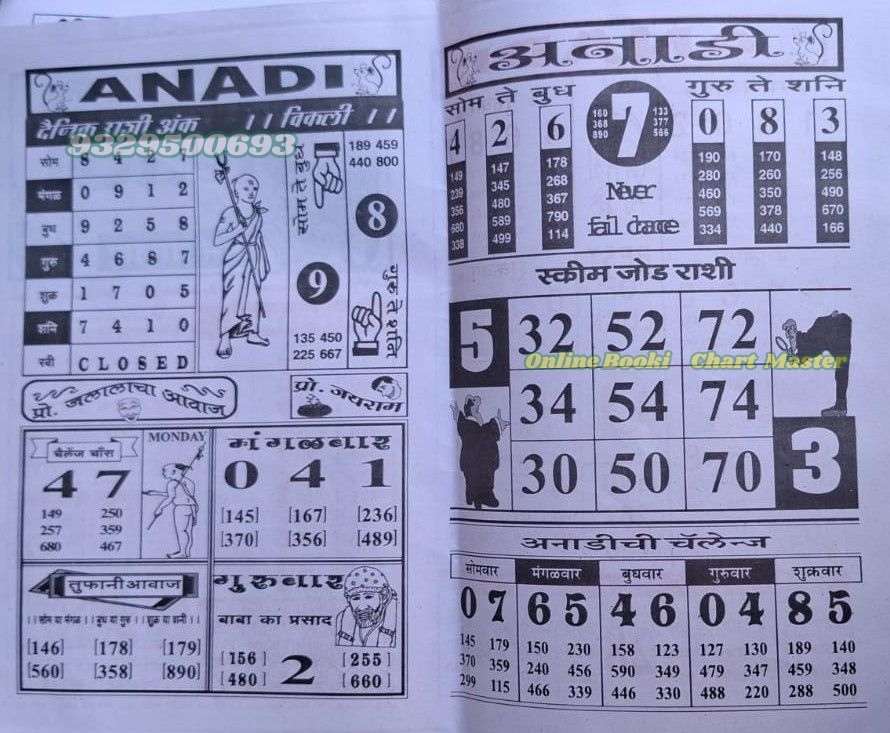 ANADI
दैनिक रात्री अंक ।। विकली ।।
9329500693
सोम 8 4 2
मंगळ 0 9 1 2
बुध 9 2 5 8
गुरू 4 6 8 7
शुक्र 1 7 0 5
शनि 7 4 1 0
रवी CLOSED
सोम ते बुध
9
135 450
225 667
189 459
440 800
8
गुरु ते शनि
प्रो. जलालाचा आवाज
प्रो. जयराम
चॅलेंज चाँस
4 7
149 250
257 359
680 467
MONDAY
मंगळवार
0 4 1
[145] [167] [236]
[370] [356] [489]
तुफानी आवाज
।। सोम या मंगळ ।। बुध या गुरु ।। शुक्र या शनी ।।
[146] [178] [179]
[560] [358] [890]
गुरुवार
बाबा का प्रसाद
[156] 2 [255]
[480] [660]
अनाडी
सोम ते बुध
4 2 6
149 147 178
239 345 268
356 480 367
680 589 790
338 499 114
160 133
368 377
890 566
7
Never
fail chance
गुरु ते शनि
0 8 3
190 170 148
280 260 256
460 350 490
569 378 670
334 440 166
स्कीम जोड राशी
5 32 52 72
Online Booki Chart Master
34 54 74
30 50 70 3
अनाडीची चॅलेन्ज
सोमवार मंगळवार बुधवार गुरुवार शुक्रवार
0 7 6 5 4 6 0 4 8 5
145 179 150 230 158 123 127 130 189 140
370 359 240 456 590 349 479 347 459 348
299 115 466 339 446 330 488 220 288 500